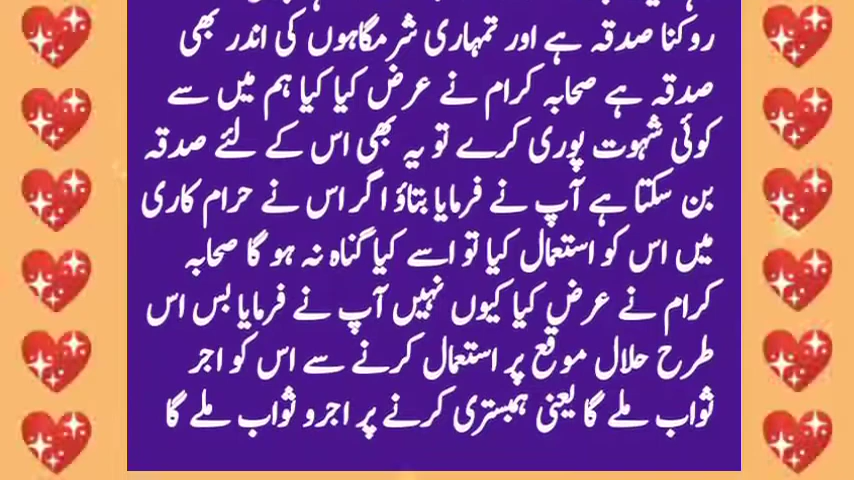 روکنا صدقہ ہے اور تمہاری شرمگاہوں کی اندر بھی
صدقہ ہے صحابہ کرام نے عرض کیا کیا ہم میں سے
کوئی شہوت پوری کرے تو یہ بھی اس کے لئے صدقہ
بن سکتا ہے آپ نے فرمایا بتاؤ اگر اس نے حرام کاری
میں اس کو استعمال کیا تو اسے کیا گناہ نہ ہو گا صحابہ
کرام نے عرض کیا کیوں نہیں آپ نے فرمایا بس اس
طرح حلال موقع پر استعمال کرنے سے اس کو اجر
ثواب ملے گا یعنی ہمبستری کرنے پر اجر و ثواب ملے گا